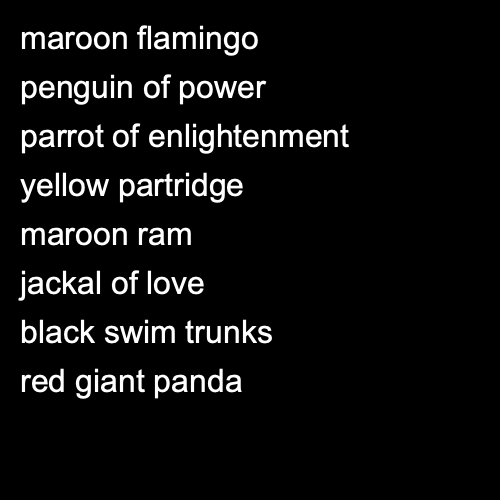 maroon flamingo
penguin of power
parrot of enlightenment
yellow partridge
maroon ram
jackal of love
black swim trunks
red giant panda